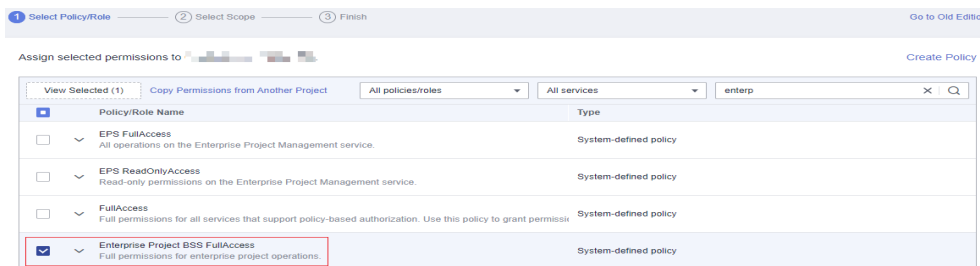 1 Select Policy/Role 2 Select Scope 3 Finish Go to Old Editio
Assign selected permissions to Create Policy
View Selected (1) Copy Permissions from Another Project All policies/roles All services enterp
Policy/Role Name Type
EPS FullAccess
All operations on the Enterprise Project Management service.
System-defined policy
EPS ReadOnlyAccess
Read-only permissions on the Enterprise Project Management service.
System-defined policy
FullAccess
Full permissions for all services that support policy-based authorization. Use this policy to grant permissi
System-defined policy
Enterprise Project BSS FullAccess
Full permissions for enterprise project operations.
System-defined policy